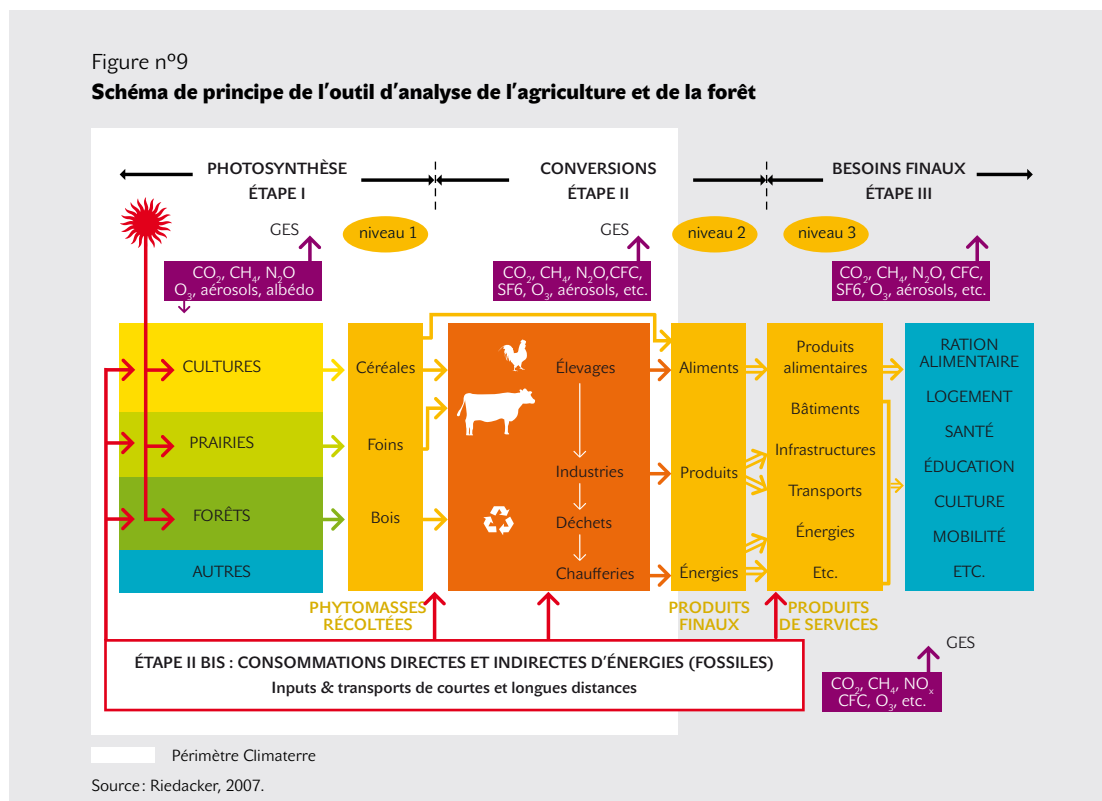 Figure nº9
Schéma de principe de l'outil d'analyse de l'agriculture et de la forêt
PHOTOSYNTHÈSE
ÉTAPE I
CONVERSIONS
ÉTAPE II
BESOINS FINAUX
ÉTAPE III
GES
niveau 1
GES
niveau 2
niveau 3
GES
CO₂, CH₄, N₂O
O₃, aérosols, albédo
CO₂, CH₄, N₂O,CFC,
SF6, O₃, aérosols, etc.
CO₂, CH₄, N₂O, CFC,
SF6, O₃, aérosols, etc.
CULTURES
PRAIRIES
FORÊTS
AUTRES
Céréales
Foins
Bois
Élevages
Industries
Déchets
Chaufferies
Aliments
Produits
Énergies
Produits
alimentaires
Bâtiments
Infrastructures
Transports
Énergies
Etc.
RATION
ALIMENTAIRE
LOGEMENT
SANTÉ
ÉDUCATION
CULTURE
MOBILITÉ
ETC.
PHYTOMASSES
RÉCOLTÉES
PRODUITS
FINAUX
PRODUITS
DE SERVICES
ÉTAPE II BIS : CONSOMMATIONS DIRECTES ET INDIRECTES D'ÉNERGIES (FOSSILES)
Inputs & transports de courtes et longues distances
GES
CO₂, CH₄, NOₓ
CFC, O₃, etc.
Périmètre Climaterre
Source : Riedacker, 2007.